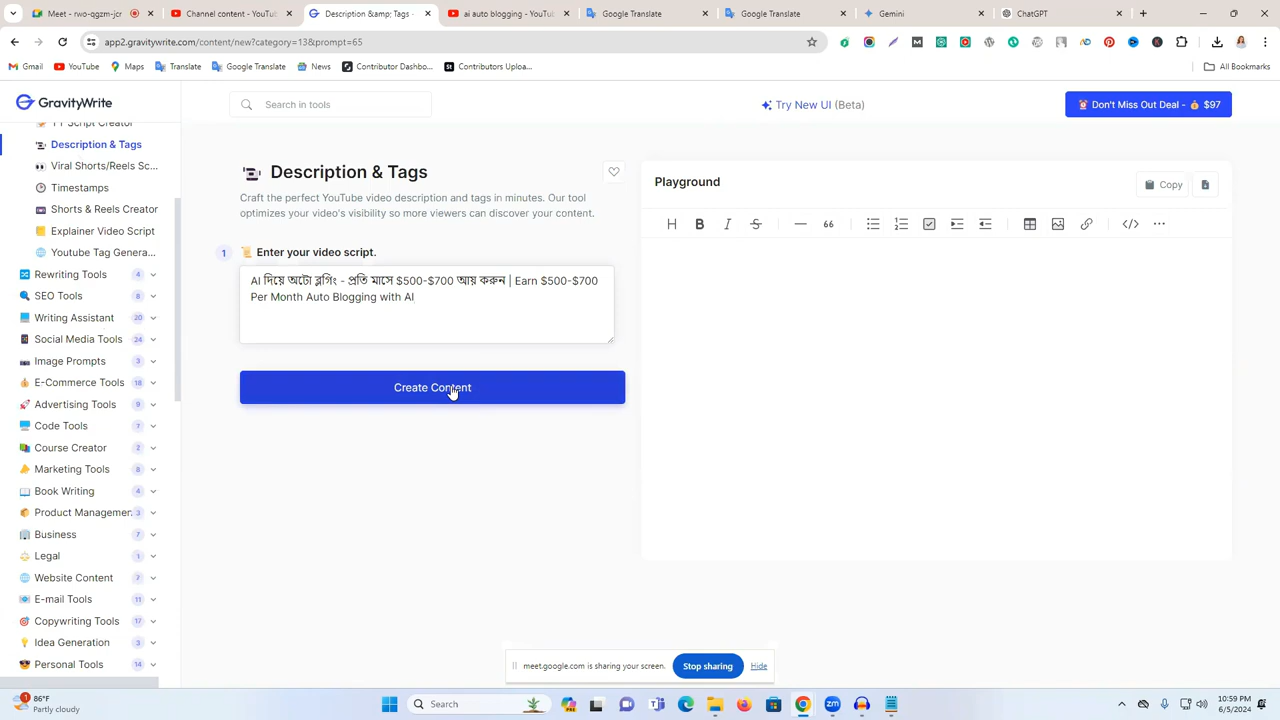 Meet - rwo-qgzm-jcr
Channel content - YouTu
Description &amp; Tags -
ai auto blogging - YouTub
Google Translate
Google Translate
Gemini
ChatGPT
app2.gravitywrite.com/content/new?category=13&prompt=65
Gmail
YouTube
Maps
Translate
Google Translate
News
Contributor Dashbo...
Contributors Uploa...
All Bookmarks
GravityWrite
Search in tools
Try New UI (Beta)
Don't Miss Out Deal - $97
YT Script Creator
Description & Tags
Viral Shorts/Reels Sc...
Timestamps
Shorts & Reels Creator
Explainer Video Script
Youtube Tag Genera...
Rewriting Tools 4
SEO Tools 9
Writing Assistant 20
Social Media Tools 24
Image Prompts 3
E-Commerce Tools 18
Advertising Tools 9
Code Tools 7
Course Creator 2
Marketing Tools 8
Book Writing 4
Product Managemen 3
Business 7
Legal 1
Website Content 7
E-mail Tools 11
Copywriting Tools 17
Idea Generation 3
Personal Tools 14
Description & Tags
Craft the perfect YouTube video description and tags in minutes. Our tool
optimizes your video's visibility so more viewers can discover your content.
1 Enter your video script.
AI দিয়ে অটো ব্লগিং - প্রতি মাসে $500-$700 আয় করুন | Earn $500-$700
Per Month Auto Blogging with AI
Create Content
Playground
Copy
meet.google.com is sharing your screen.
Stop sharing
Hide
86°F
Partly cloudy
Search
10:59 PM
6/5/2024